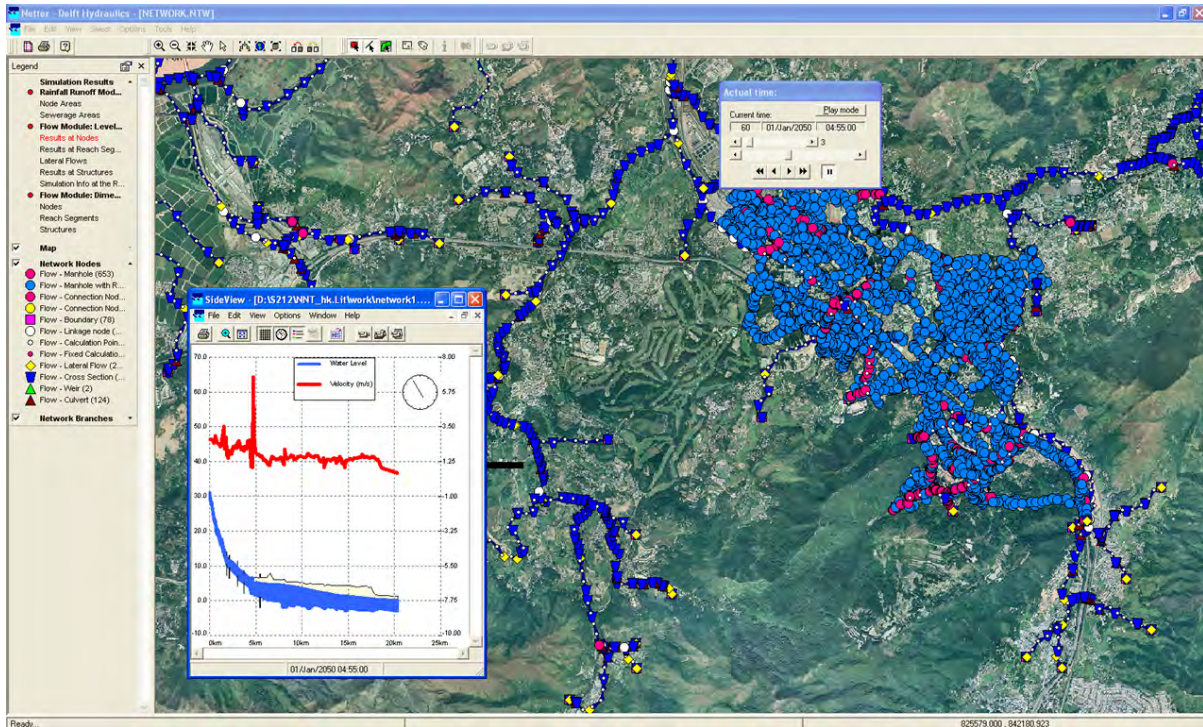 Netter - Delft Hydraulics - [NETWORK.NTW]
File Edit View Select Options Tools Help
Legend
Simulation Results
Rainfall Runoff Mod...
Node Areas
Sewerage Areas
Flow Module: Level...
Results at Nodes
Results at Reach Seg...
Lateral Flows
Results at Structures
Simulation Info at the R...
Flow Module: Dime...
Nodes
Reach Segments
Structures
Map
Network Nodes
Flow - Manhole (653)
Flow - Manhole with R...
Flow - Connection Nod...
Flow - Connection Nod...
Flow - Boundary (78)
Flow - Linkage node (...
Flow - Calculation Poin...
Flow - Fixed Calculatio...
Flow - Lateral Flow (2...
Flow - Cross Section (...
Flow - Weir (2)
Flow - Culvert (124)
Network Branches
Actual time:
Play mode
Current time:
60 01/Jan/2050 04:55:00
3
SideView - [D:\S212\NNT_hk.Lit\work\network1....
File Edit View Options Window Help
Water Level
Velocity (m/s)
70.0 8.00
60.0 5.75
50.0 3.50
40.0 1.25
30.0 -1.00
20.0 -3.25
10.0 -5.50
0.0 -7.75
-10.0 -10.00
0km 5km 10km 15km 20km 25km
01/Jan/2050 04:55:00
Ready... 825579.000 , 842180.923